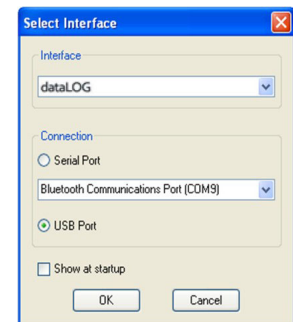 Select Interface
Interface
dataLOG
Connection
Serial Port
Bluetooth Communications Port (COM9)
USB Port
Show at startup
OK
Cancel